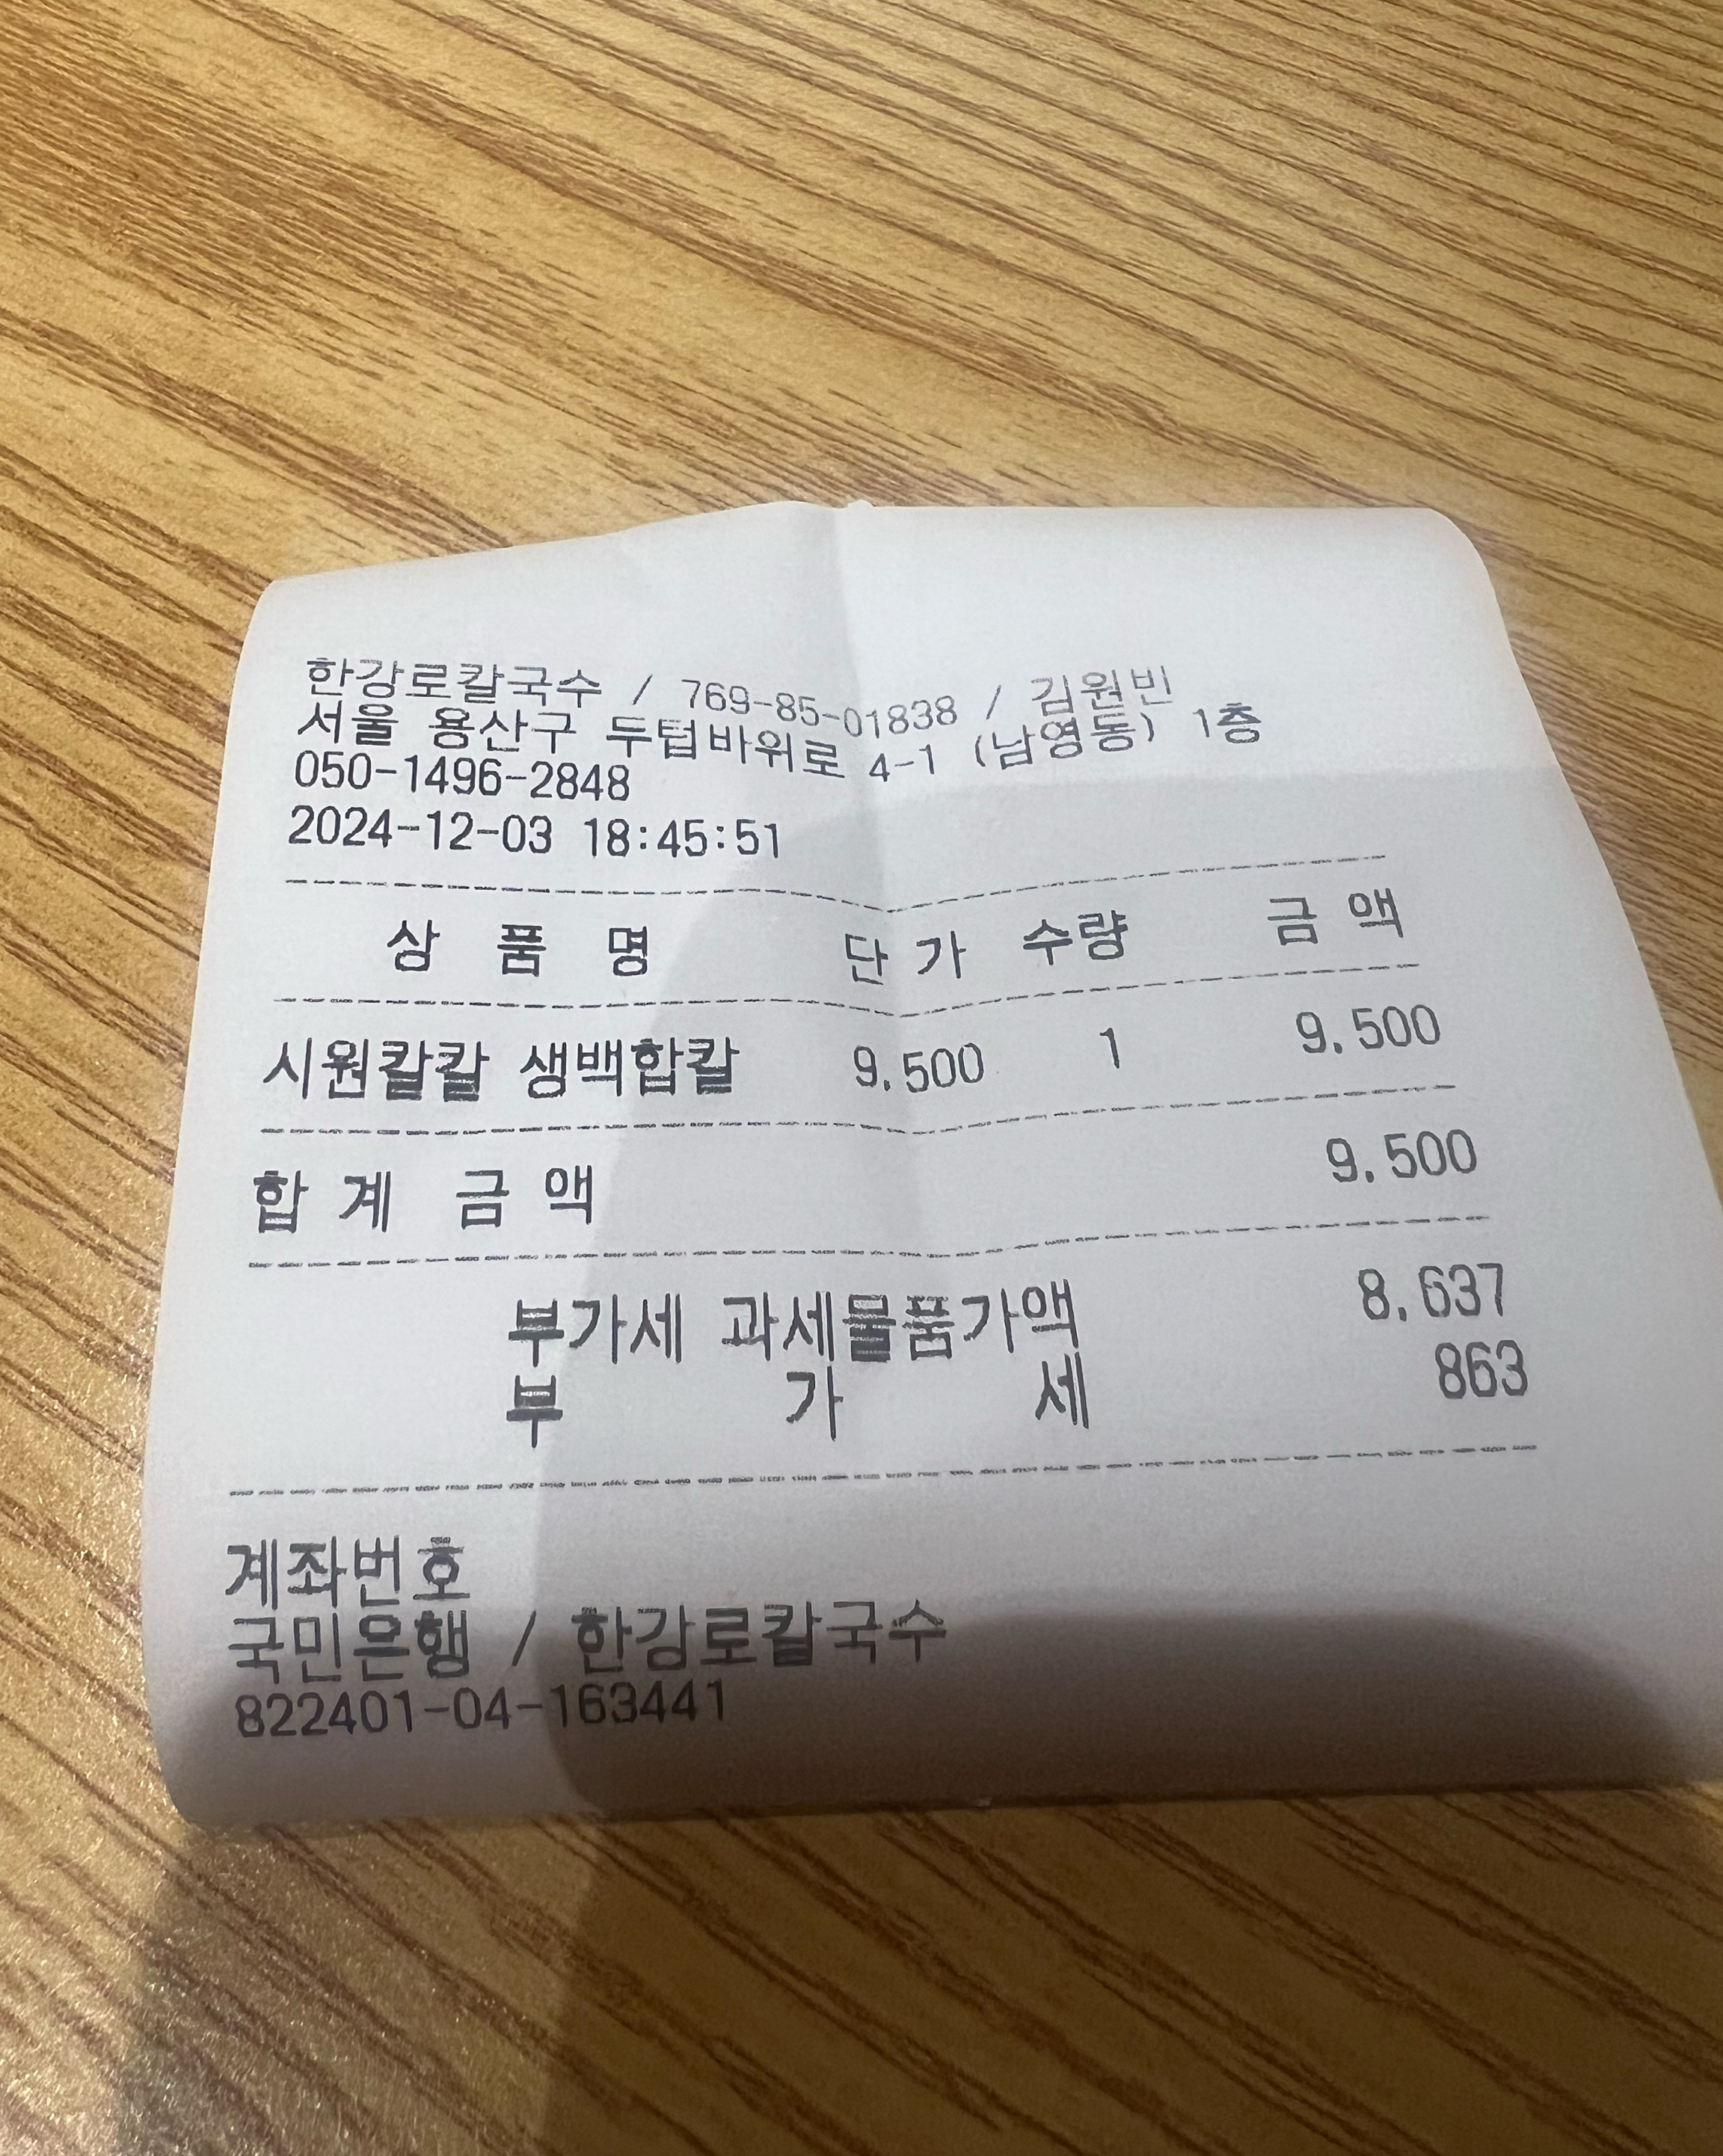 한강로칼국수 / 769-85-01838 / 김원빈
서울 용산구 두텁바위로 4-1 (남영동) 1층
050-1496-2848
2024-12-03 18:45:51
상 품 명 단 가 수량 금 액
시원칼칼 생백합칼 9,500 1 9,500
합 계 금 액 9,500
부가세 과세물품가액 8,637
부 가 세 863
계좌번호
국민은행 / 한강로칼국수
822401-04-163441